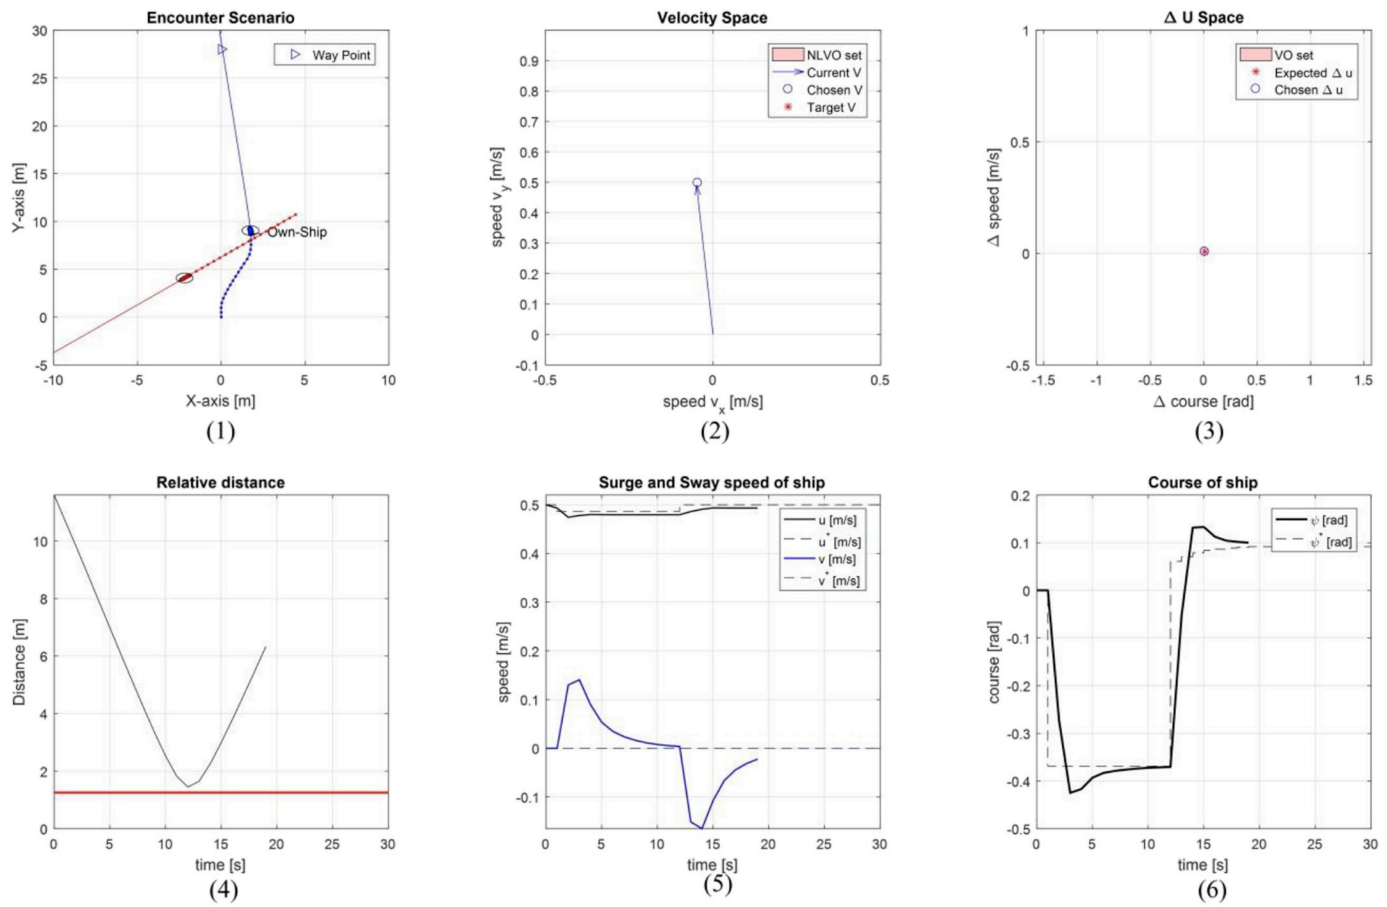 Encounter Scenario
Way Point
Own-Ship
Y-axis [m]
30
25
20
15
10
5
0
-5
-10
-5
0
5
10
X-axis [m]
(1)
Velocity Space
NLVO set
Current V
Chosen V
Target V
speed v_y [m/s]
0.9
0.8
0.7
0.6
0.5
0.4
0.3
0.2
0.1
0
-0.1
-0.5
0
0.5
speed v_x [m/s]
(2)
Δ U Space
VO set
Expected Δ u
Chosen Δ u
Δ speed [m/s]
1
0.5
0
-0.5
-1.5
-1
-0.5
0
0.5
1
1.5
Δ course [rad]
(3)
Relative distance
Distance [m]
10
8
6
4
2
0
0
5
10
15
20
25
30
time [s]
(4)
Surge and Sway speed of ship
u [m/s]
u* [m/s]
v [m/s]
v* [m/s]
speed [m/s]
0.5
0.4
0.3
0.2
0.1
0
-0.1
0
5
10
15
20
25
30
time [s]
(5)
Course of ship
ψ [rad]
ψ* [rad]
course [rad]
0.2
0.1
0
-0.1
-0.2
-0.3
-0.4
-0.5
0
5
10
15
20
25
30
time [s]
(6)